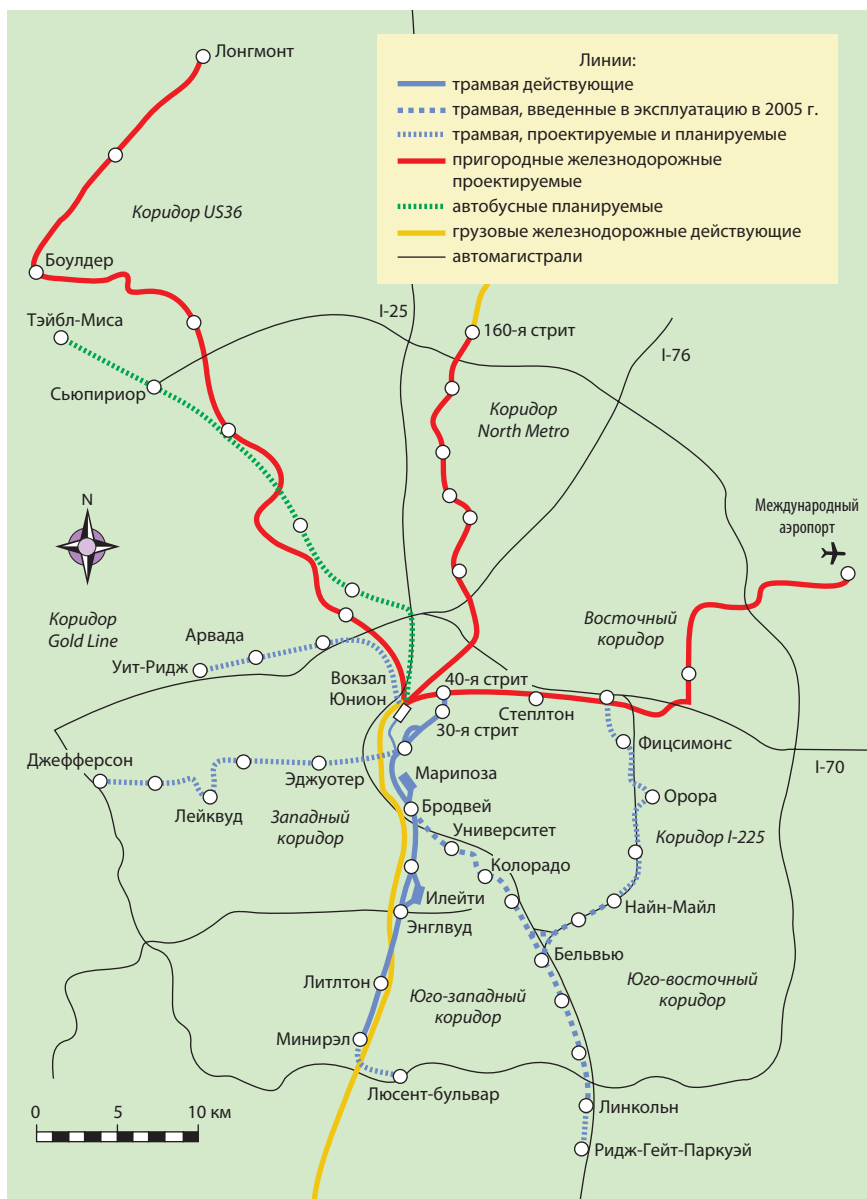 Лонгмонт
Линии:
трамвая действующие
трамвая, введенные в эксплуатацию в 2005 г.
трамвая, проектируемые и планируемые
пригородные железнодорожные
проектируемые
автобусные планируемые
грузовые железнодорожные действующие
автомагистрали
Коридор US36
Боулдер
Тэйбл-Миса
I-25
160-я стрит
I-76
Сьюпириор
Коридор
North Metro
N
Международный
аэропорт
Коридор
Gold Line
Арвада
Уит-Ридж
Восточный
коридор
Вокзал
Юнион
40-я стрит
Степлтон
30-я стрит
Фицсимонс
Джефферсон
Эджуотер
Марипоза
I-70
Лейквуд
Западный
коридор
Бродвей
Орора
Университет
Коридор I-225
Колорадо
Илейти
Энглвуд
Найн-Майл
Бельвью
Литлтон
Юго-западный
коридор
Юго-восточный
коридор
Минирэл
Люсент-бульвар
0 5 10 км
Линкольн
Ридж-Гейт-Паркуэй